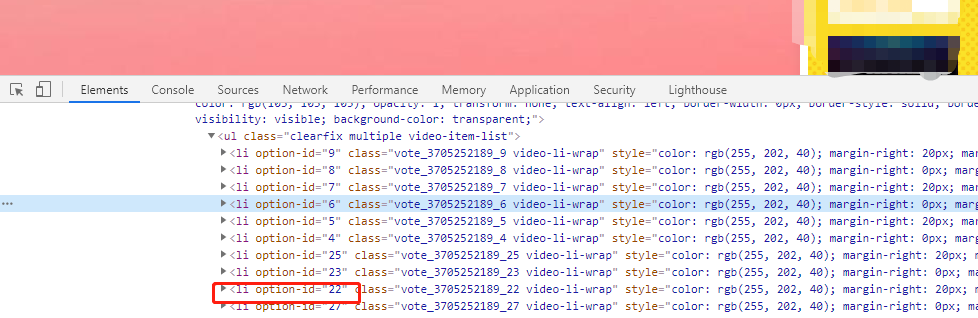 Elements Console Sources Network Performance Memory Application Security Lighthouse
color: rgb(105, 105, 105); opacity: 1; transform: none; text-align: left; border-width: 0px; border-style: solid; border-
visibility: visible; background-color: transparent;">
▼<ul class="clearfix multiple video-item-list">
▶<li option-id="9" class="vote_3705252189_9 video-li-wrap" style="color: rgb(255, 202, 40); margin-right: 20px; margin
▶<li option-id="8" class="vote_3705252189_8 video-li-wrap" style="color: rgb(255, 202, 40); margin-right: 0px; margin-
▶<li option-id="7" class="vote_3705252189_7 video-li-wrap" style="color: rgb(255, 202, 40); margin-right: 20px; margin
… ▶<li option-id="6" class="vote_3705252189_6 video-li-wrap" style="color: rgb(255, 202, 40); margin-right: 0px; margin-
▶<li option-id="5" class="vote_3705252189_5 video-li-wrap" style="color: rgb(255, 202, 40); margin-right: 20px; margin
▶<li option-id="4" class="vote_3705252189_4 video-li-wrap" style="color: rgb(255, 202, 40); margin-right: 0px; margin-
▶<li option-id="25" class="vote_3705252189_25 video-li-wrap" style="color: rgb(255, 202, 40); margin-right: 20px; marg
▶<li option-id="23" class="vote_3705252189_23 video-li-wrap" style="color: rgb(255, 202, 40); margin-right: 0px; margi
▶<li option-id="22" class="vote_3705252189_22 video-li-wrap" style="color: rgb(255, 202, 40); margin-right: 20px; marg
▶<li option-id="27" class="vote_3705252189_27 video-li-wrap" style="color: rgb(255, 202, 40); margin-right: 0px; margi